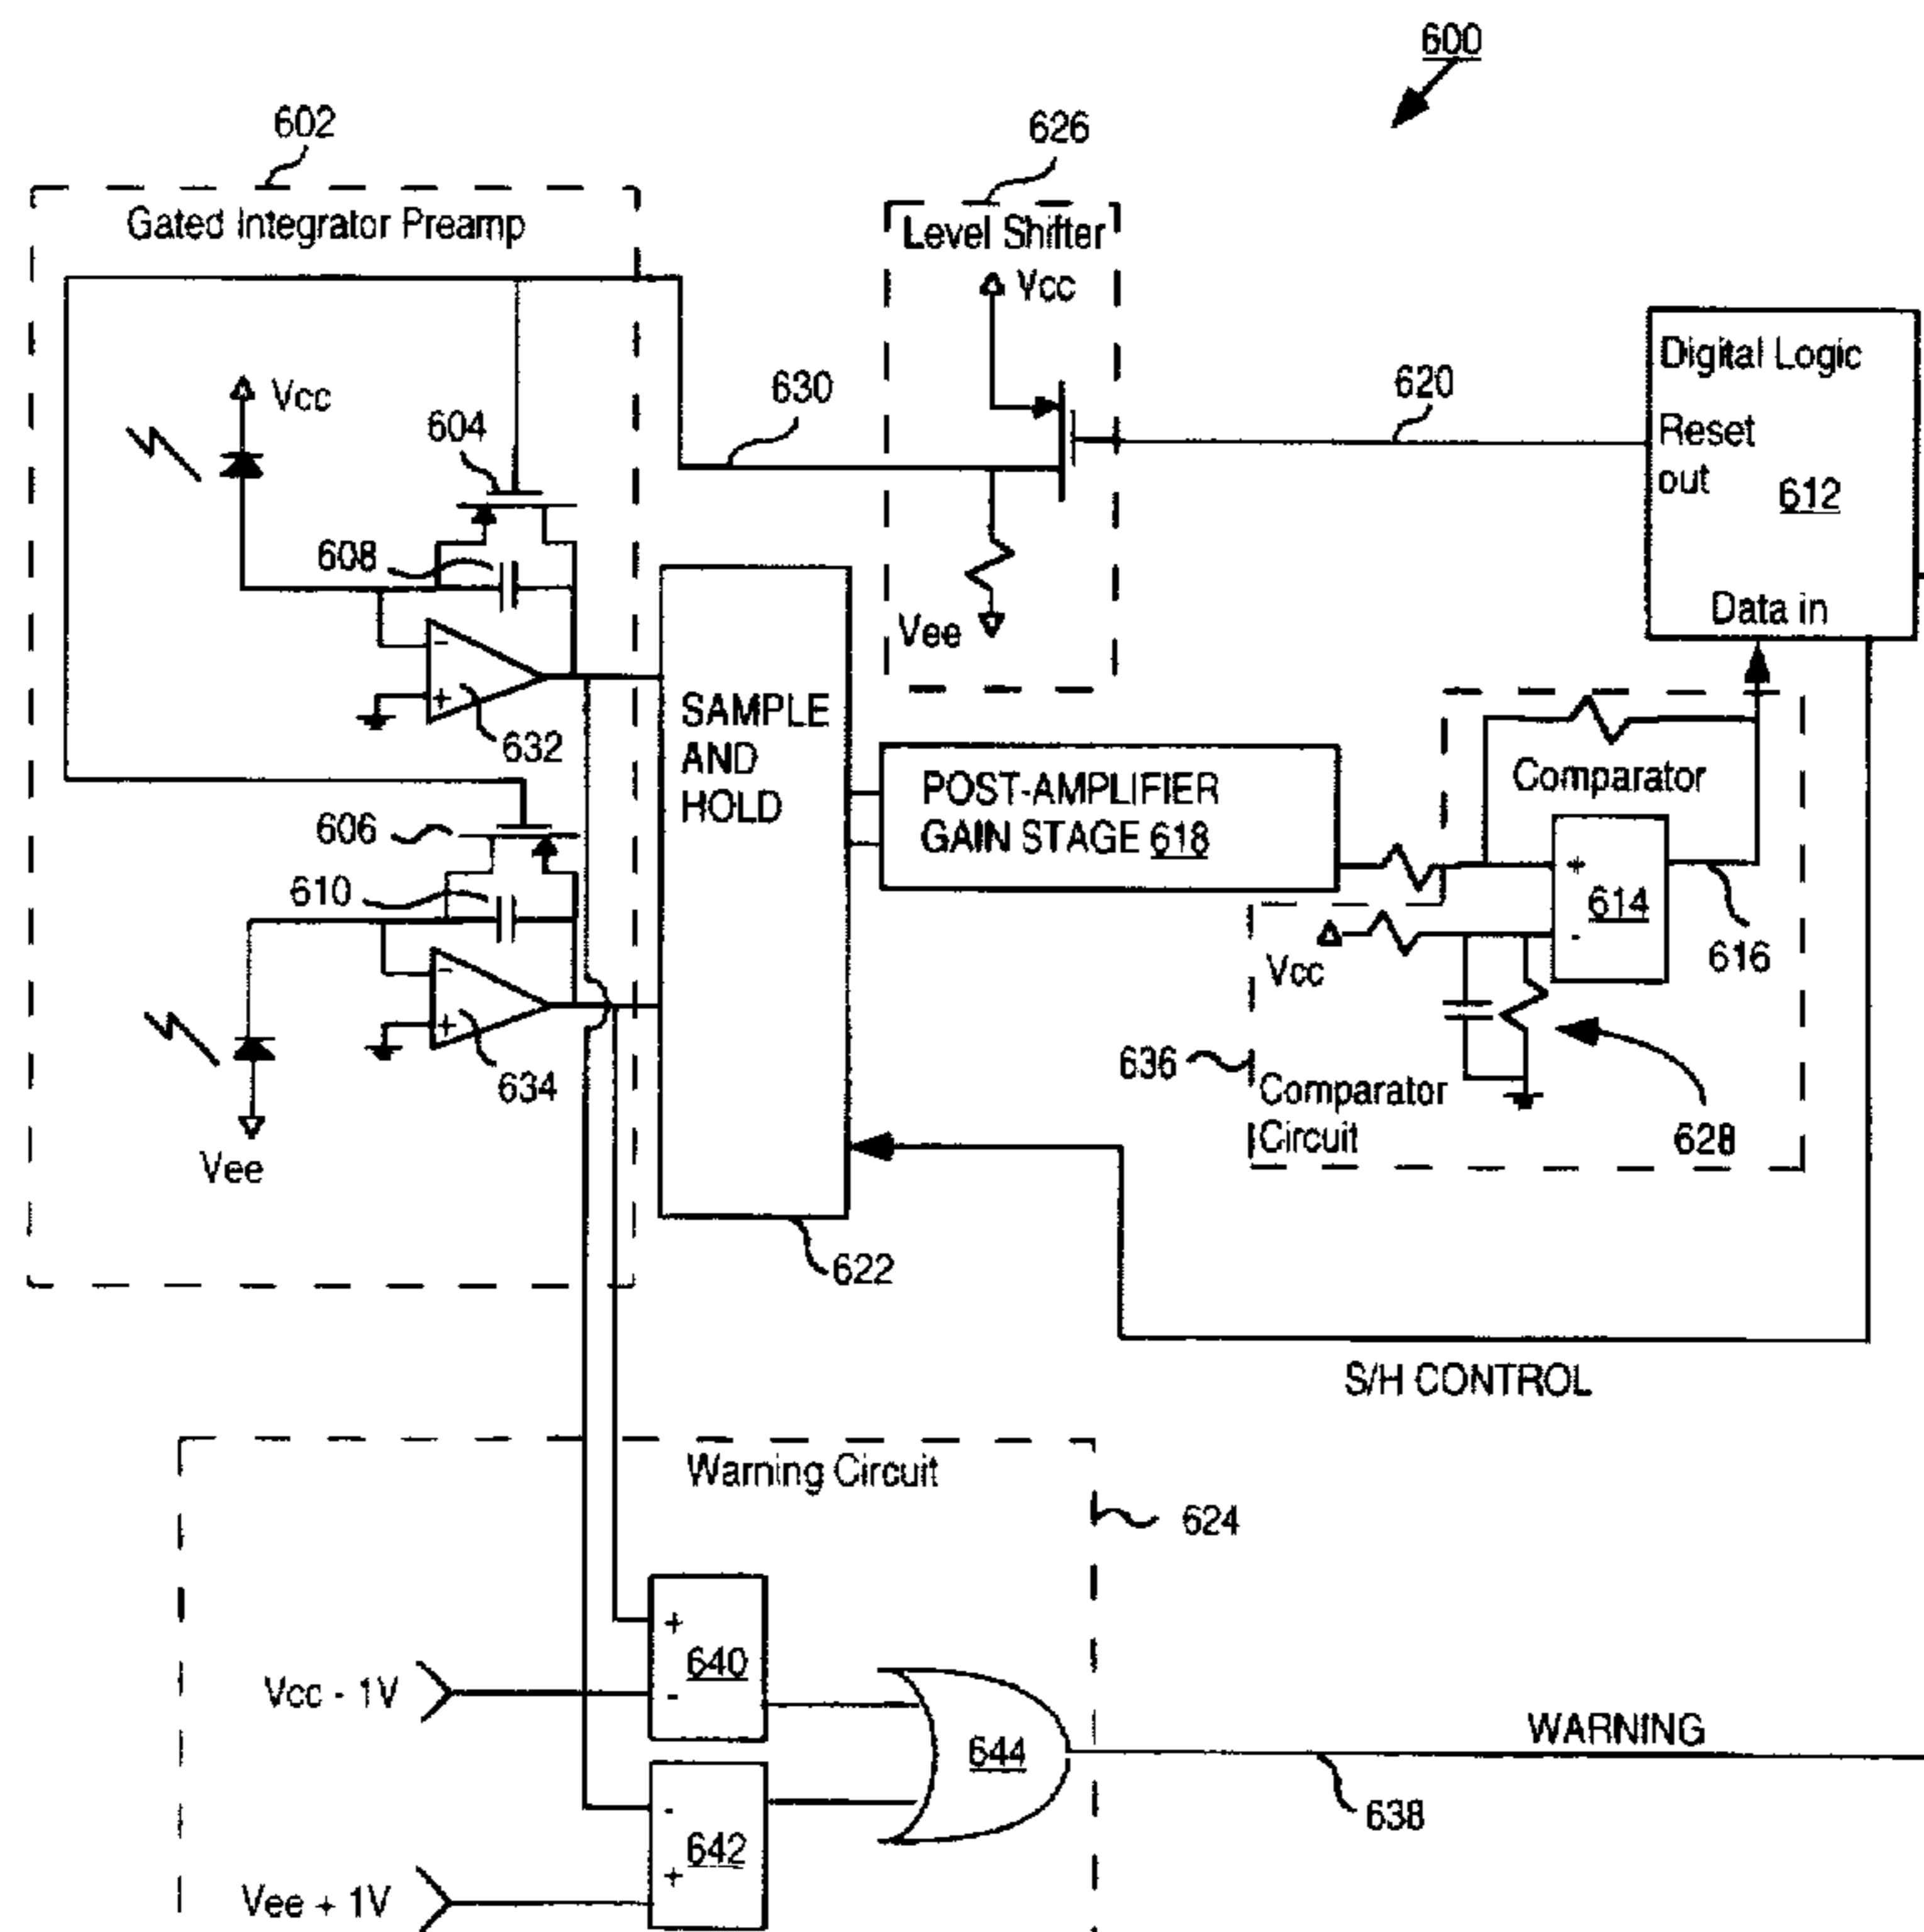 600
602
626
Gated Integrator Preamp
Level Shifter
Vcc
Vcc
630
620
Digital Logic
Reset
out
612
604
608
Vee
Data in
-
+
632
SAMPLE
AND
HOLD
Comparator
POST-AMPLIFIER
GAIN STAGE 618
606
610
+
614
-
616
Vcc
-
+
634
Vee
636
Comparator
Circuit
628
622
S/H CONTROL
Warning Circuit
624
+
640
-
Vcc - 1V
644
WARNING
638
-
642
+
Vee + 1V